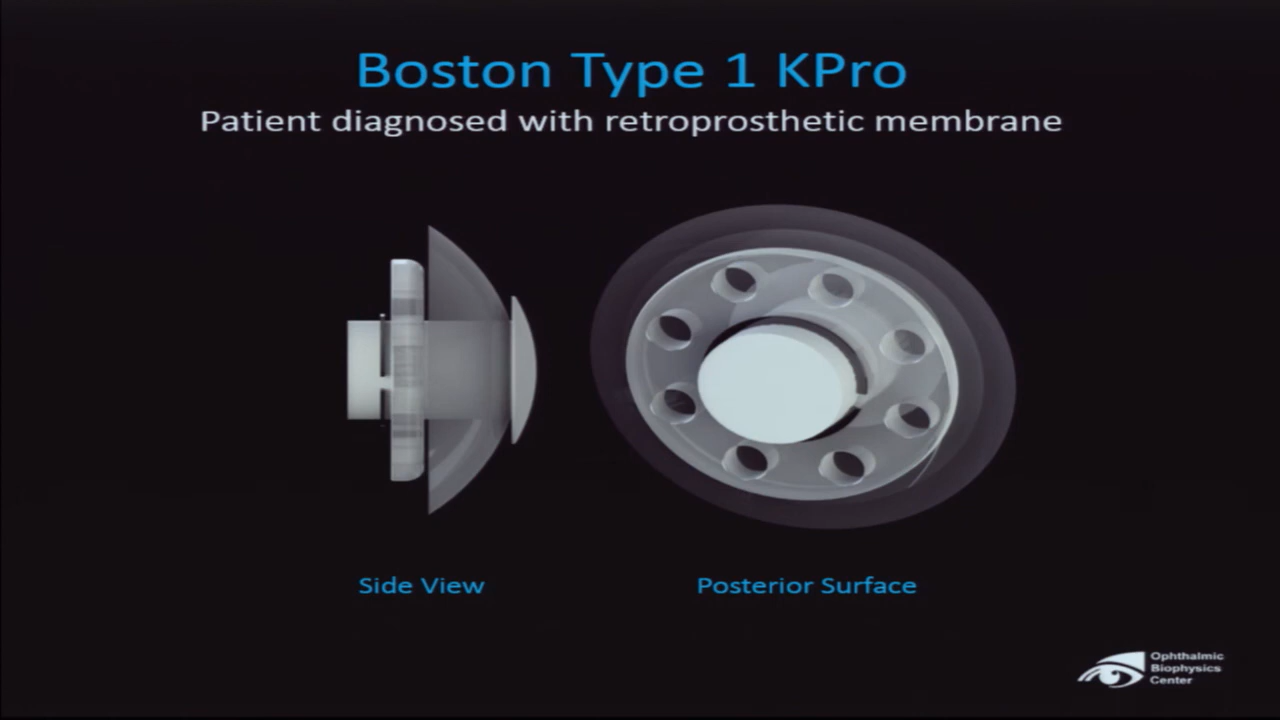 Boston Type 1 KPro
Patient diagnosed with retroprosthetic membrane
Side View
Posterior Surface
Ophthalmic
Biophysics
Center